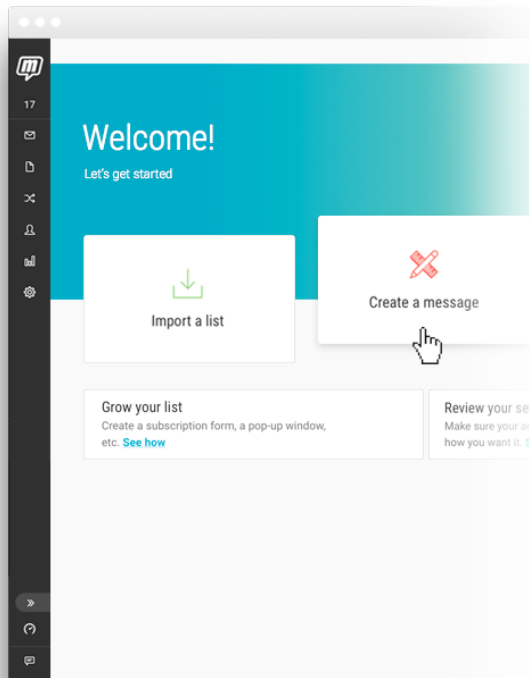 m
17
Welcome!
Let's get started
Import a list
Create a message
Grow your list
Create a subscription form, a pop-up window,
etc. See how
Review your se
Make sure your a
how you want it. S